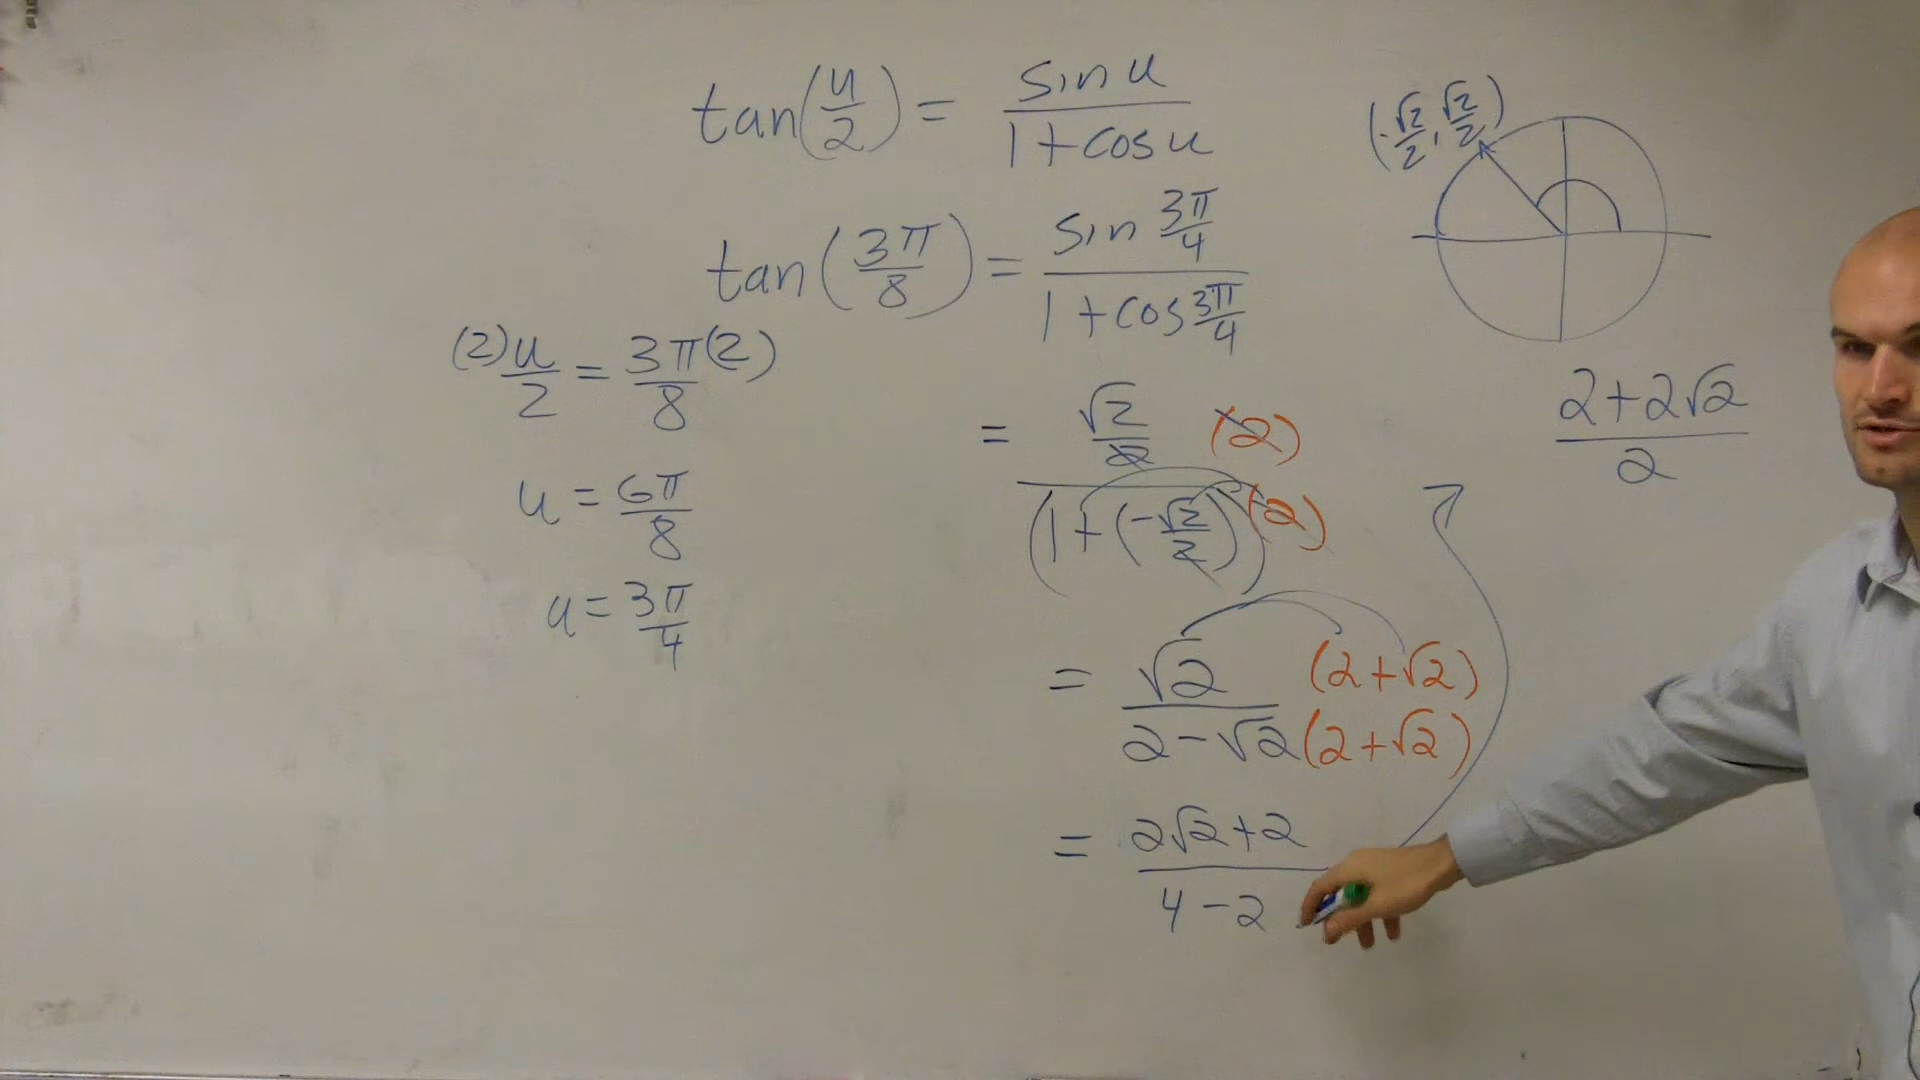 tan(u/2) = sin u / 1 + cos u
(-√2/2, √2/2)
tan(3π/8) = sin 3π/4 / 1 + cos 3π/4
(2) u/2 = 3π/8 (2)
u = 6π/8
u = 3π/4
= √2/2 (2) / (1 + (-√2/2)) (2)
= √2 (2 + √2) / 2 - √2 (2 + √2)
= 2√2 + 2 / 4 - 2
2 + 2√2 / 2